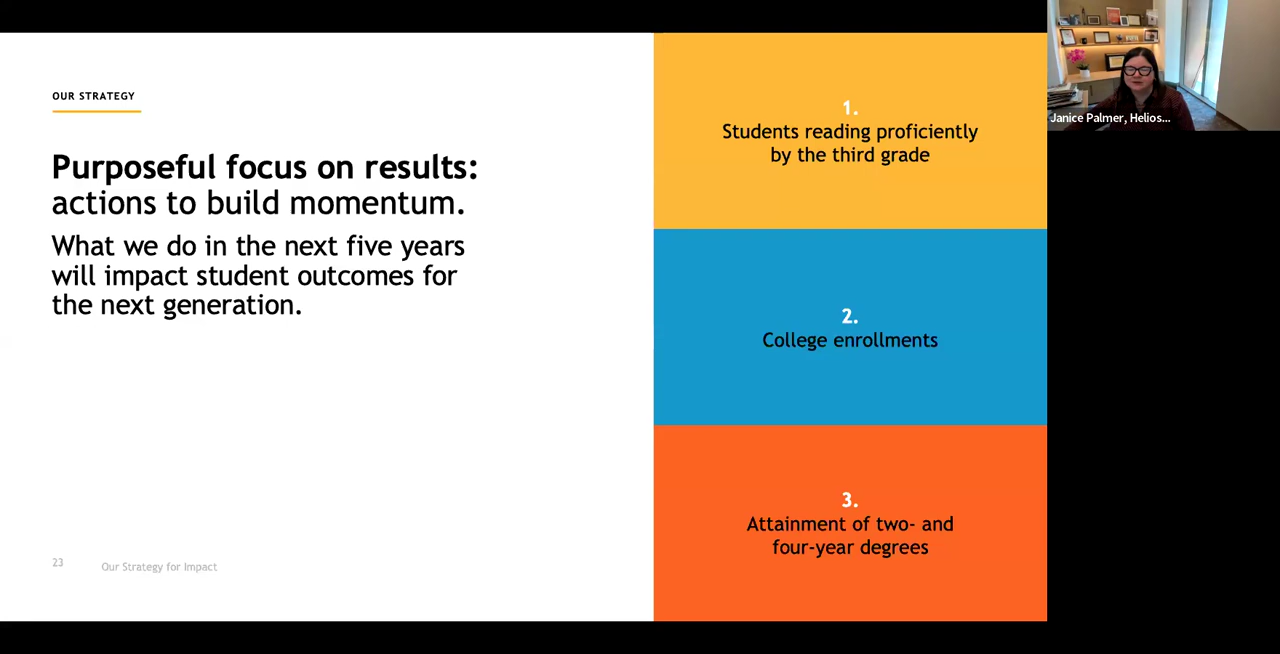 OUR STRATEGY
Purposeful focus on results:
actions to build momentum.
What we do in the next five years
will impact student outcomes for
the next generation.
23
Our Strategy for Impact
1.
Students reading proficiently
by the third grade
2.
College enrollments
3.
Attainment of two- and
four-year degrees
Janice Palmer, Helios...